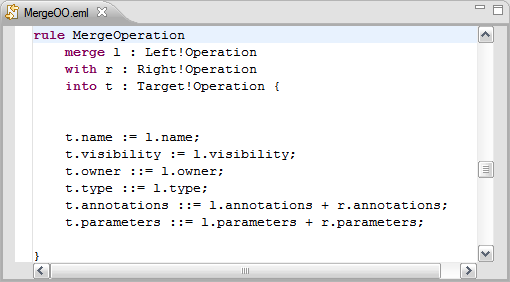 MergeOO.eml
rule MergeOperation
merge l : Left!Operation
with r : Right!Operation
into t : Target!Operation {
t.name := l.name;
t.visibility := l.visibility;
t.owner ::= l.owner;
t.type ::= l.type;
t.annotations ::= l.annotations + r.annotations;
t.parameters ::= l.parameters + r.parameters;
}